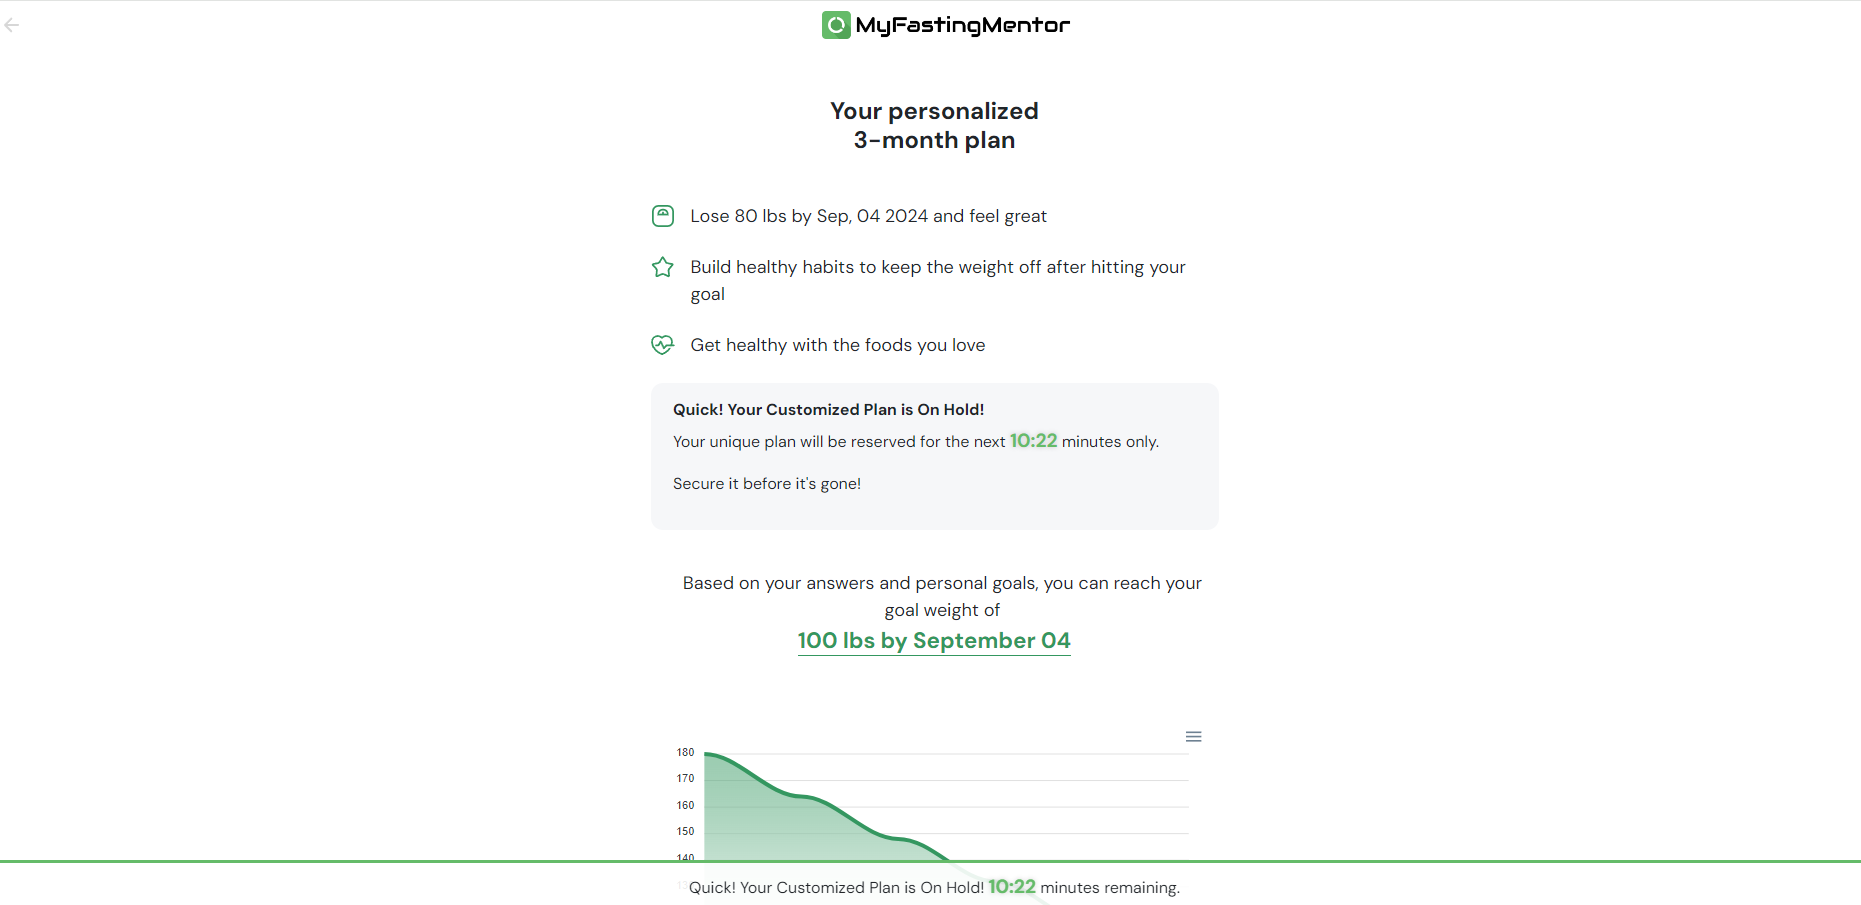 MyFastingMentor
Your personalized
3-month plan
Lose 80 lbs by Sep, 04 2024 and feel great
Build healthy habits to keep the weight off after hitting your
goal
Get healthy with the foods you love
Quick! Your Customized Plan is On Hold!
Your unique plan will be reserved for the next 10:22 minutes only.
Secure it before it's gone!
Based on your answers and personal goals, you can reach your
goal weight of
100 lbs by September 04
180
170
160
150
140
Quick! Your Customized Plan is On Hold! 10:22 minutes remaining.